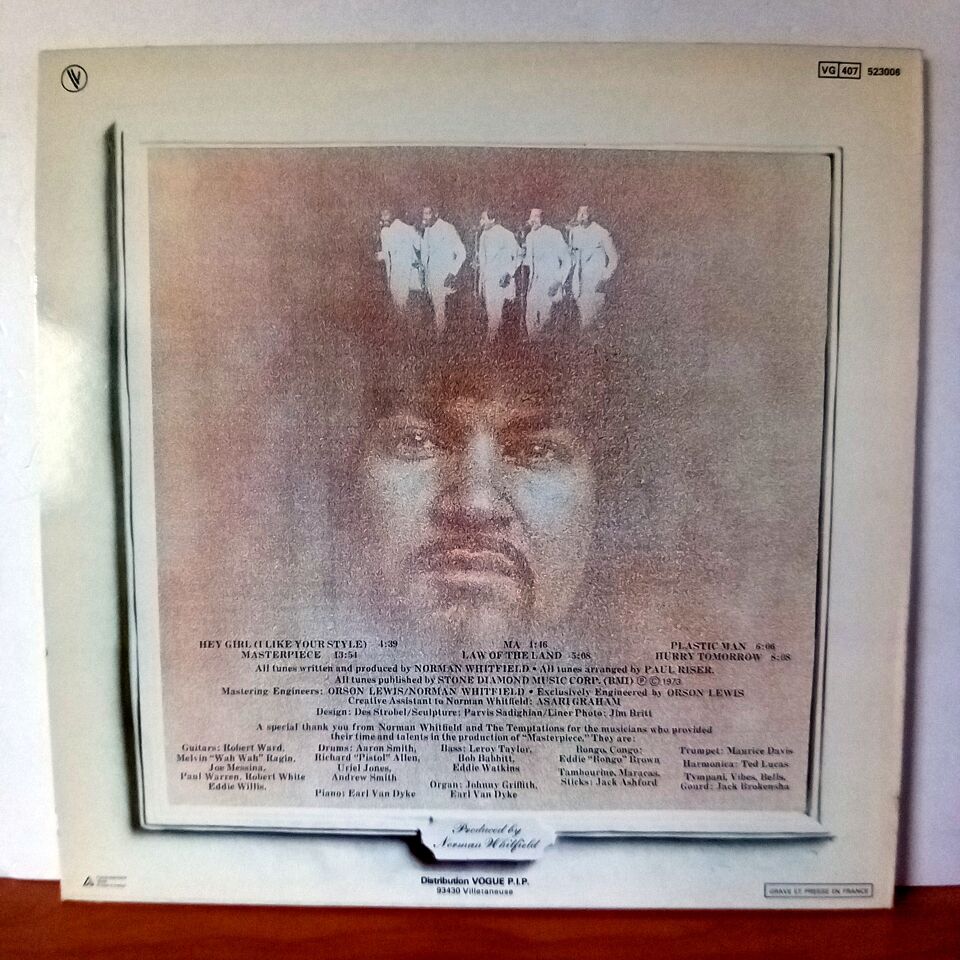 VG 407 523006
HEY GIRL (I LIKE YOUR STYLE) 4:39
MASTERPIECE 13:54
MA 1:46
LAW OF THE LAND 5:08
PLASTIC MAN 6:06
HURRY TOMORROW 8:08
All tunes written and produced by NORMAN WHITFIELD • All tunes arranged by PAUL RISER.
All tunes published by STONE DIAMOND MUSIC CORP. (BMI) ℗ © 1973
Mastering Engineers: ORSON LEWIS/NORMAN WHITFIELD • Exclusively Engineered by ORSON LEWIS
Creative Assistant to Norman Whitfield: ASARI GRAHAM
Design: Des Strobel/Sculpture: Parvis Sadighian/Liner Photo: Jim Britt
A special thank you from Norman Whitfield and The Temptations for the musicians who provided
their time and talents in the production of "Masterpiece." They are:
Guitars: Robert Ward,
Melvin "Wah Wah" Ragin,
Joe Messina,
Paul Warren, Robert White
Eddie Willis,
Drums: Aaron Smith,
Richard "Pistol" Allen,
Uriel Jones,
Andrew Smith
Piano: Earl Van Dyke
Bass: Leroy Taylor,
Bob Babbitt,
Eddie Watkins
Organ: Johnny Griffith,
Earl Van Dyke
Bongo, Congo:
Eddie "Bongo" Brown
Tambourine, Maracas,
Sticks: Jack Ashford
Trumpet: Maurice Davis
Harmonica: Ted Lucas
Tympani, Vibes, Bells,
Gourd: Jack Brokensha
Produced by
Norman Whitfield
Distribution VOGUE P.I.P.
93430 Villetaneuse
GRAVE ET PRESSE EN FRANCE